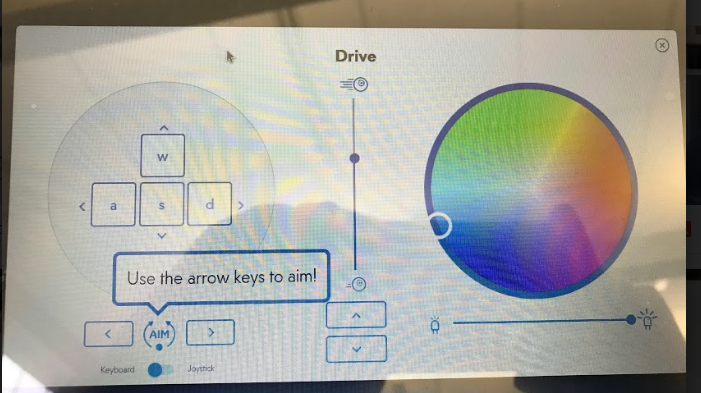 Drive
w
a s d
Use the arrow keys to aim!
AIM
Keyboard Joystick